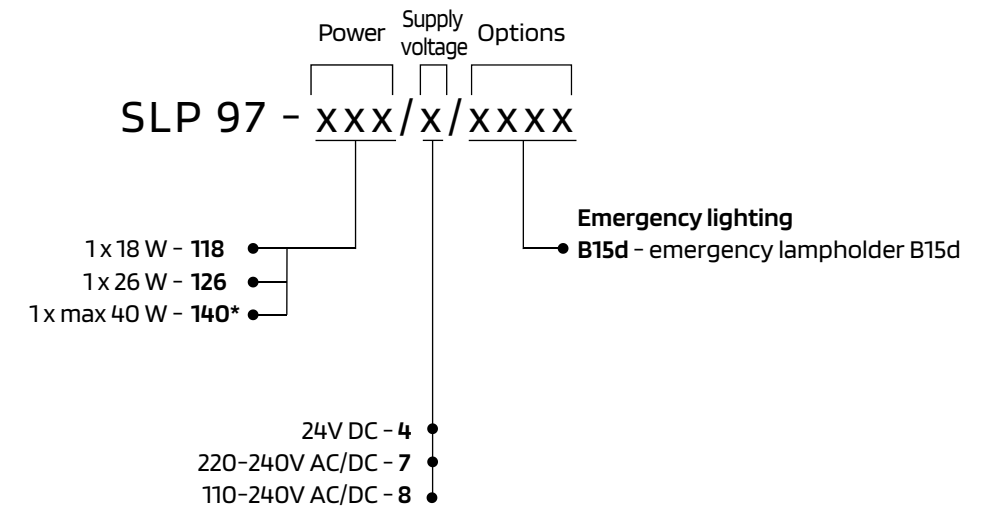 Power Supply voltage Options
SLP 97 - xxx/x/xxxx
Emergency lighting
B15d - emergency lampholder B15d
1 x 18 W - 118
1 x 26 W - 126
1 x max 40 W - 140*
24V DC - 4
220-240V AC/DC - 7
110-240V AC/DC - 8